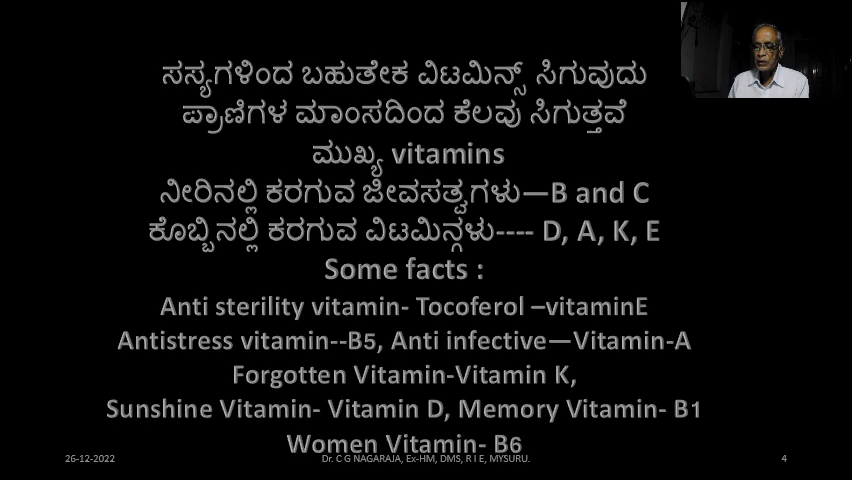 ಸಸ್ಯಗಳಿಂದ ಬಹುತೇಕ ವಿಟಮಿನ್ಸ್ ಸಿಗುವುದು
ಪ್ರಾಣಿಗಳ ಮಾಂಸದಿಂದ ಕೆಲವು ಸಿಗುತ್ತವೆ
ಮುಖ್ಯ vitamins
ನೀರಿನಲ್ಲಿ ಕರಗುವ ಜೀವಸತ್ವಗಳು—B and C
ಕೊಬ್ಬಿನಲ್ಲಿ ಕರಗುವ ವಿಟಮಿನ್ಗಳು---- D, A, K, E
Some facts :
Anti sterility vitamin- Tocoferol –vitaminE
Antistress vitamin--B5, Anti infective—Vitamin-A
Forgotten Vitamin-Vitamin K,
Sunshine Vitamin- Vitamin D, Memory Vitamin- B1
Women Vitamin- B6
26-12-2022 Dr. C G NAGARAJA, Ex-HM, DMS, R I E, MYSURU. 4